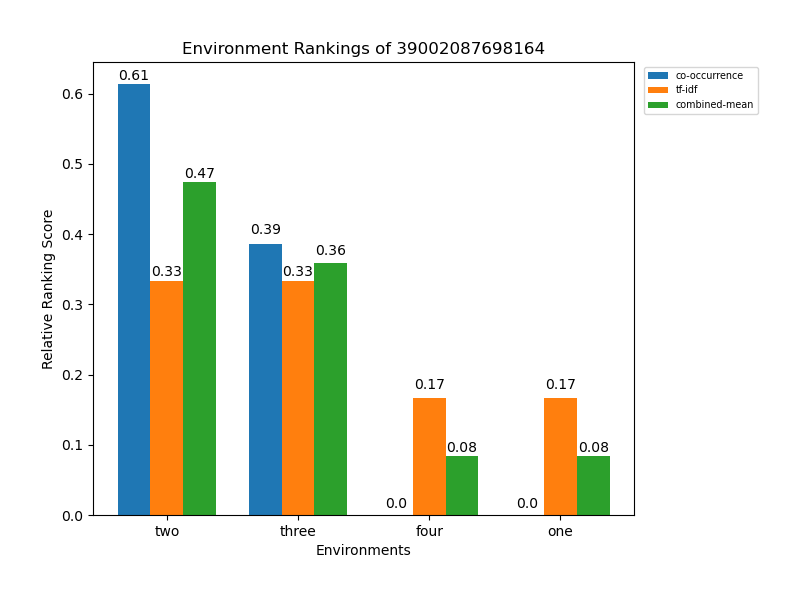 Environment Rankings of 39002087698164
co-occurrence
tf-idf
combined-mean
Relative Ranking Score
0.6
0.5
0.4
0.3
0.2
0.1
0.0
0.61
0.33
0.47
0.39
0.33
0.36
0.0
0.17
0.08
0.0
0.17
0.08
two three four one
Environments